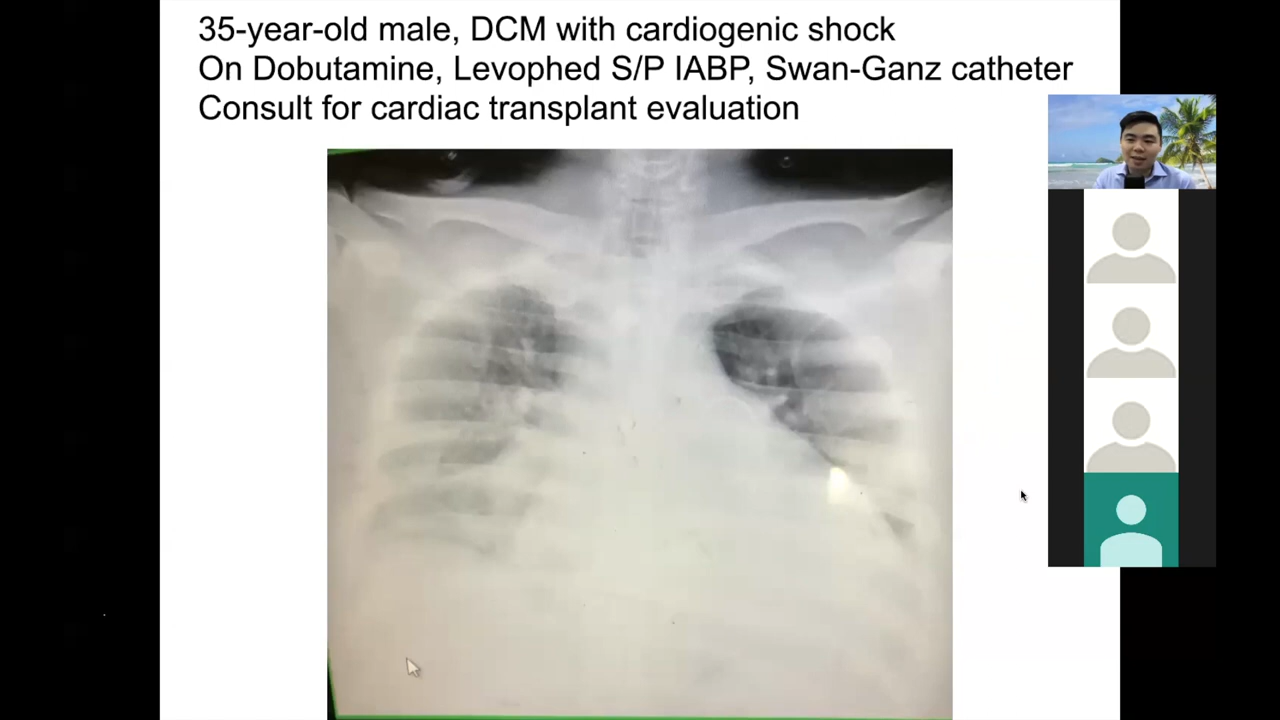 35-year-old male, DCM with cardiogenic shock
On Dobutamine, Levophed S/P IABP, Swan-Ganz catheter
Consult for cardiac transplant evaluation